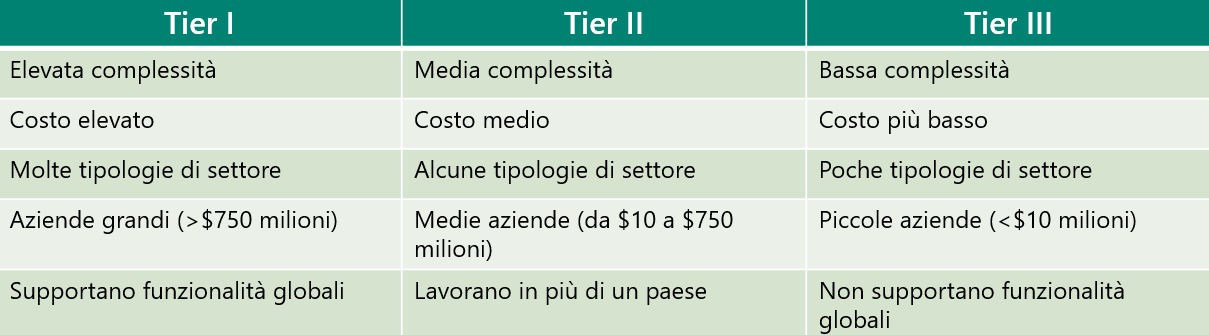 Tier I Tier II Tier III
Elevata complessità Media complessità Bassa complessità
Costo elevato Costo medio Costo più basso
Molte tipologie di settore Alcune tipologie di settore Poche tipologie di settore
Aziende grandi (>$750 milioni) Medie aziende (da $10 a $750 Piccole aziende (<$10 milioni)
milioni)
Supportano funzionalità globali Lavorano in più di un paese Non supportano funzionalità
globali